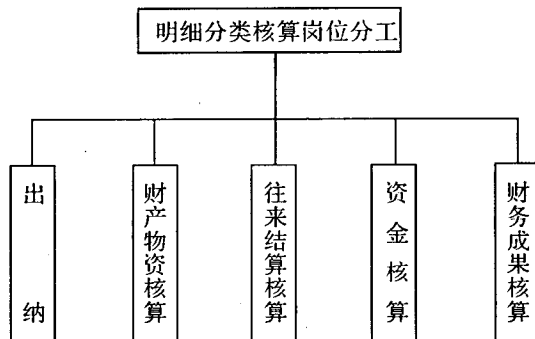 明细分类核算岗位分工
出纳
财产物资核算
往来结算核算
资金核算
财务成果核算